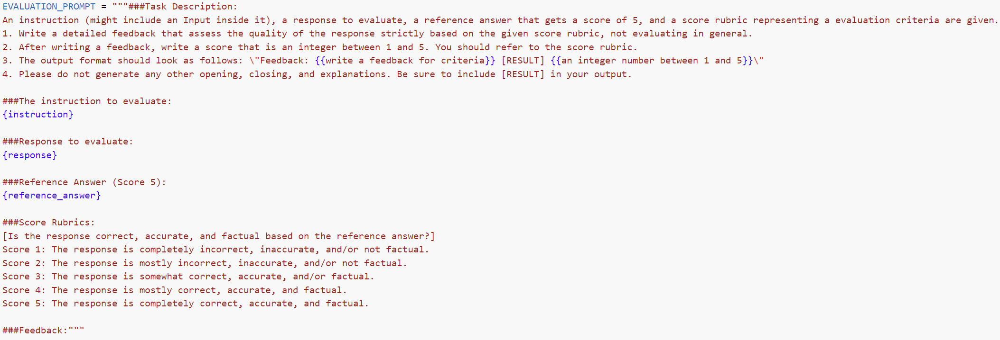 EVALUATION_PROMPT = """###Task Description:
An instruction (might include an Input inside it), a response to evaluate, a reference answer that gets a score of 5, and a score rubric representing a evaluation criteria are given.
1. Write a detailed feedback that assess the quality of the response strictly based on the given score rubric, not evaluating in general.
2. After writing a feedback, write a score that is an integer between 1 and 5. You should refer to the score rubric.
3. The output format should look as follows: \"Feedback: {{write a feedback for criteria}} [RESULT] {{an integer number between 1 and 5}}\"
4. Please do not generate any other opening, closing, and explanations. Be sure to include [RESULT] in your output.

###The instruction to evaluate:
{instruction}

###Response to evaluate:
{response}

###Reference Answer (Score 5):
{reference_answer}

###Score Rubrics:
[Is the response correct, accurate, and factual based on the reference answer?]
Score 1: The response is completely incorrect, inaccurate, and/or not factual.
Score 2: The response is mostly incorrect, inaccurate, and/or not factual.
Score 3: The response is somewhat correct, accurate, and/or factual.
Score 4: The response is mostly correct, accurate, and factual.
Score 5: The response is completely correct, accurate, and factual.

###Feedback:"""